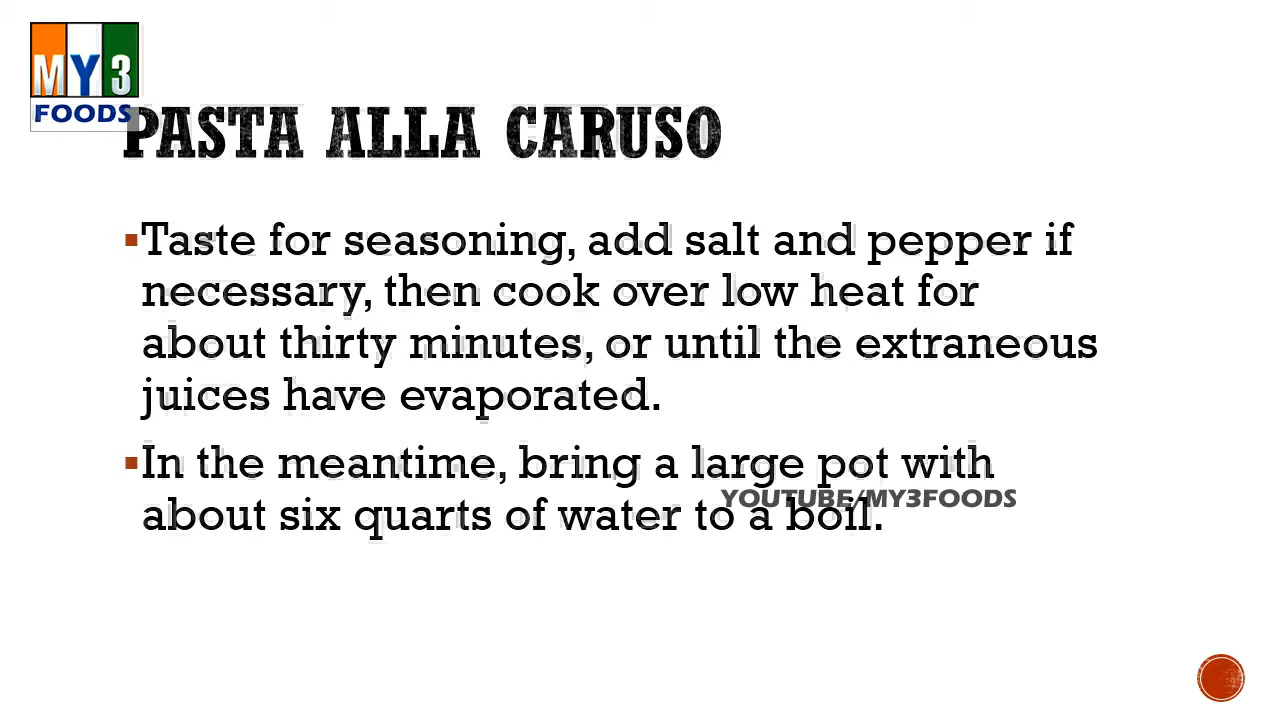 MY3
FOODS
PASTA ALLA CARUSO
▪Taste for seasoning, add salt and pepper if
necessary, then cook over low heat for
about thirty minutes, or until the extraneous
juices have evaporated.
▪In the meantime, bring a large pot with
YOUTUBE/MY3FOODS
about six quarts of water to a boil.